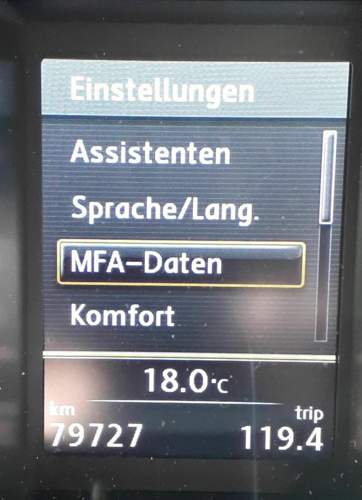 Einstellungen
Assistenten
Sprache/Lang.
MFA-Daten
Komfort
18.0°C
km trip
79727 119.4